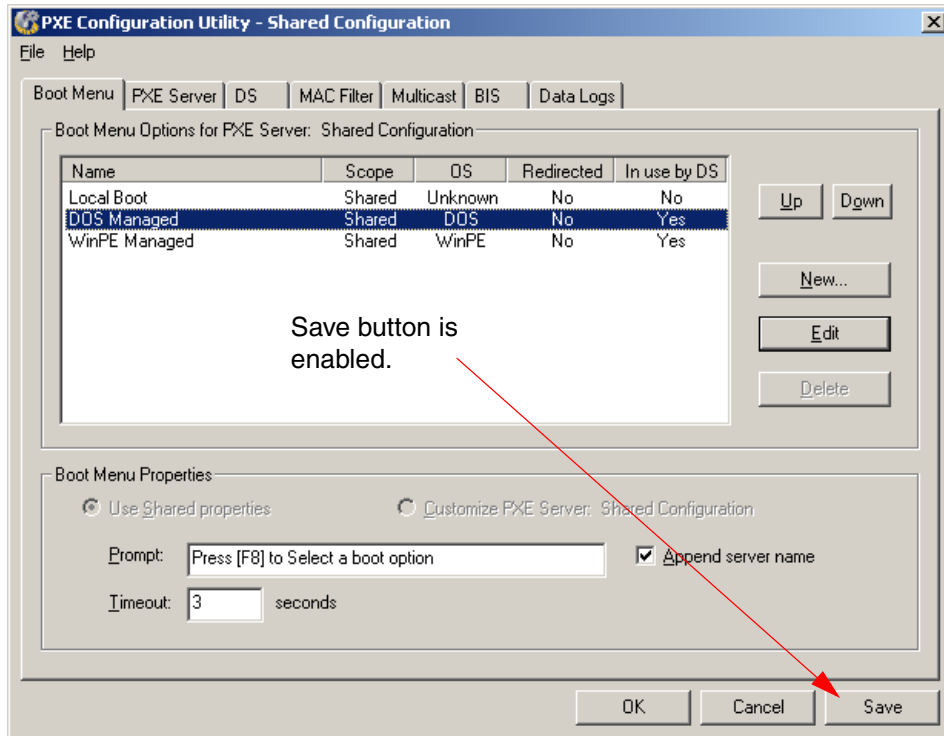 PXE Configuration Utility - Shared Configuration
File Help
Boot Menu PXE Server DS MAC Filter Multicast BIS Data Logs
Boot Menu Options for PXE Server: Shared Configuration
Name Scope OS Redirected In use by DS
Local Boot Shared Unknown No No
DOS Managed Shared DOS No Yes
WinPE Managed Shared WinPE No Yes
Up Down
New...
Edit
Delete
Save button is
enabled.
Boot Menu Properties
Use Shared properties Customize PXE Server: Shared Configuration
Prompt: Press [F8] to Select a boot option Append server name
Timeout: 3 seconds
OK Cancel Save